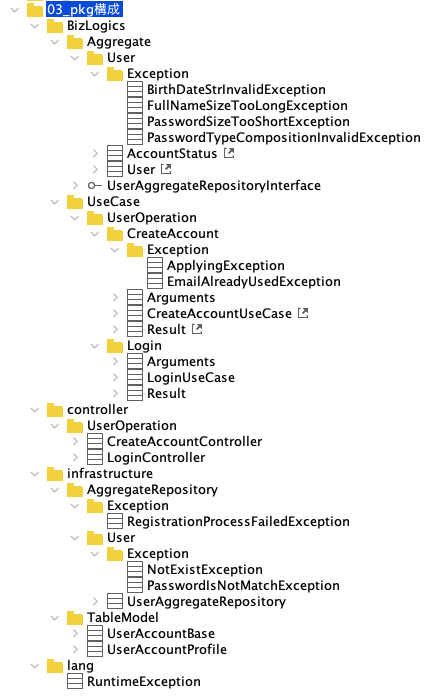 03_pkg構成
BizLogics
Aggregate
User
Exception
BirthDateStrInvalidException
FullNameSizeTooLongException
PasswordSizeTooShortException
PasswordTypeCompositionInvalidException
AccountStatus
User
UserAggregateRepositoryInterface
UseCase
UserOperation
CreateAccount
Exception
ApplyingException
EmailAlreadyUsedException
Arguments
CreateAccountUseCase
Result
Login
Arguments
LoginUseCase
Result
controller
UserOperation
CreateAccountController
LoginController
infrastructure
AggregateRepository
Exception
RegistrationProcessFailedException
User
Exception
NotExistException
PasswordIsNotMatchException
UserAggregateRepository
TableModel
UserAccountBase
UserAccountProfile
lang
RuntimeException